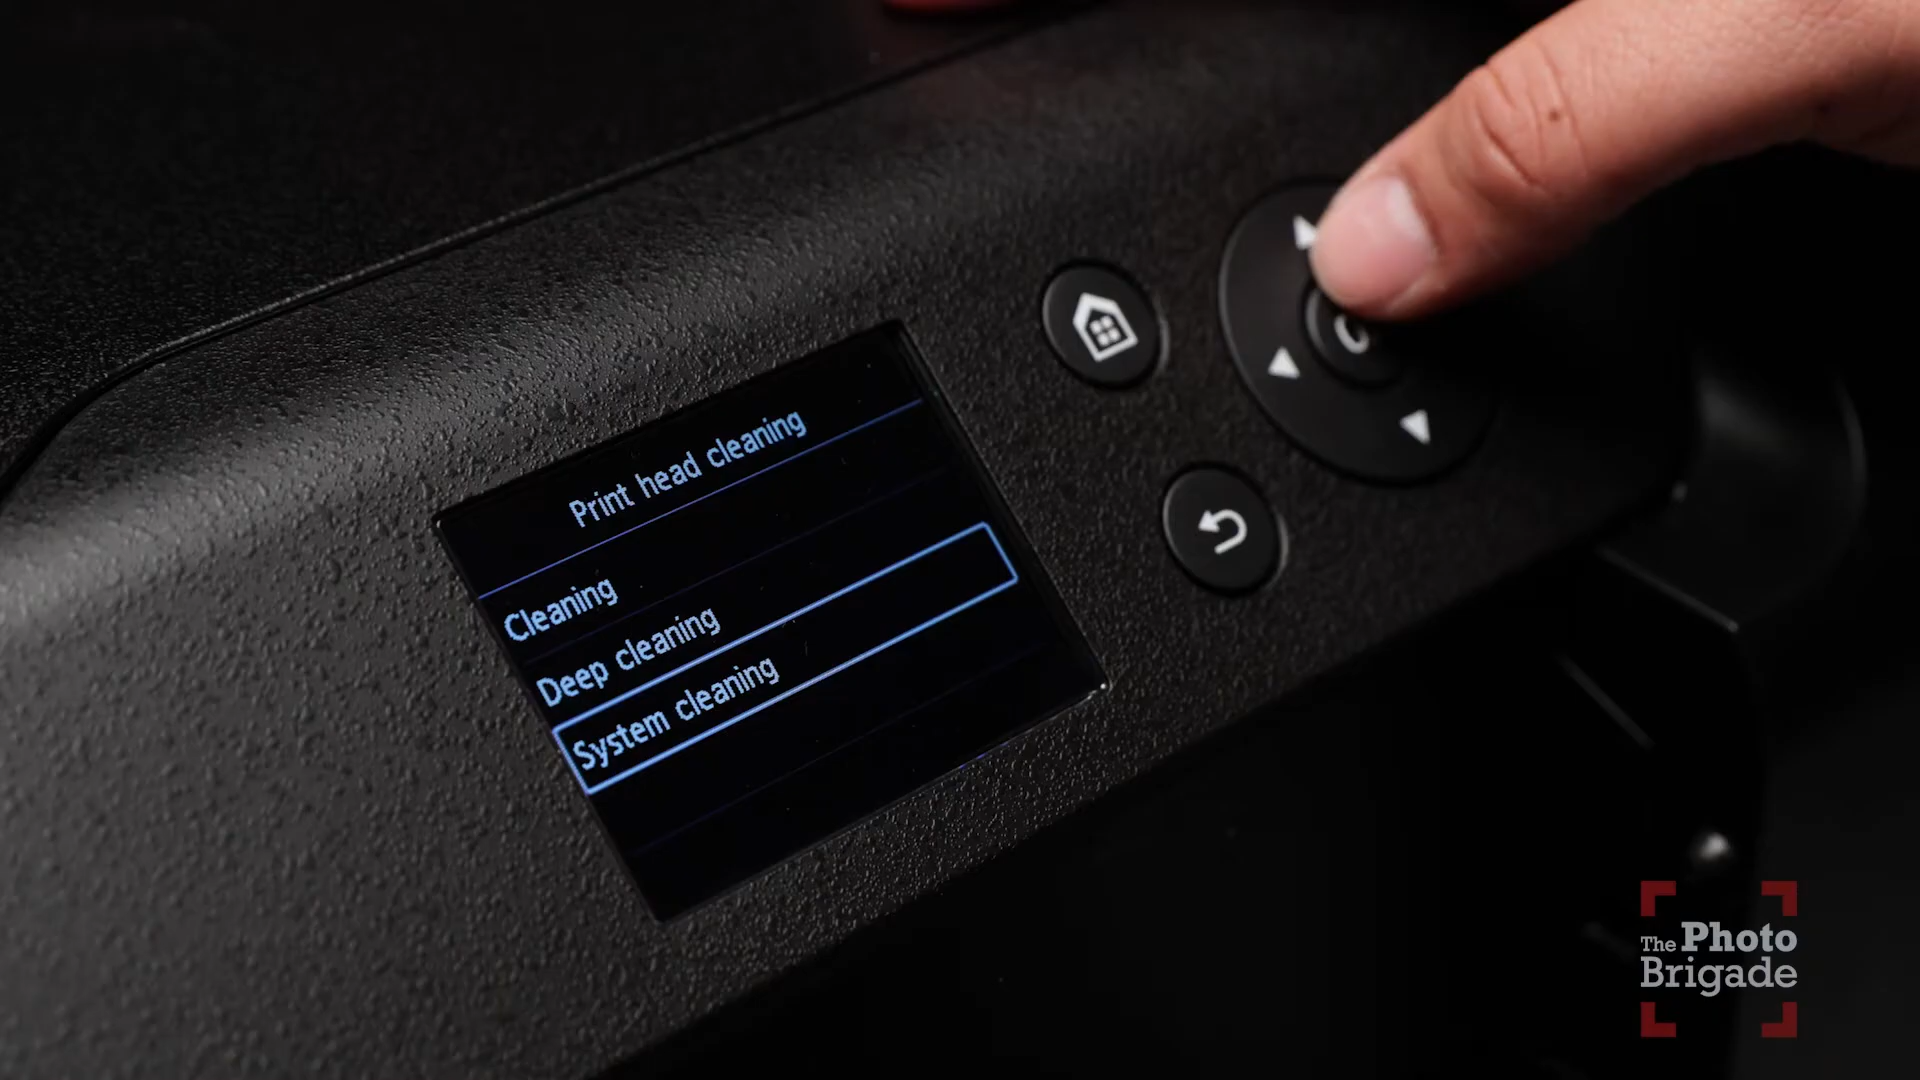 Print head cleaning
Cleaning
Deep cleaning
System cleaning
The Photo
Brigade